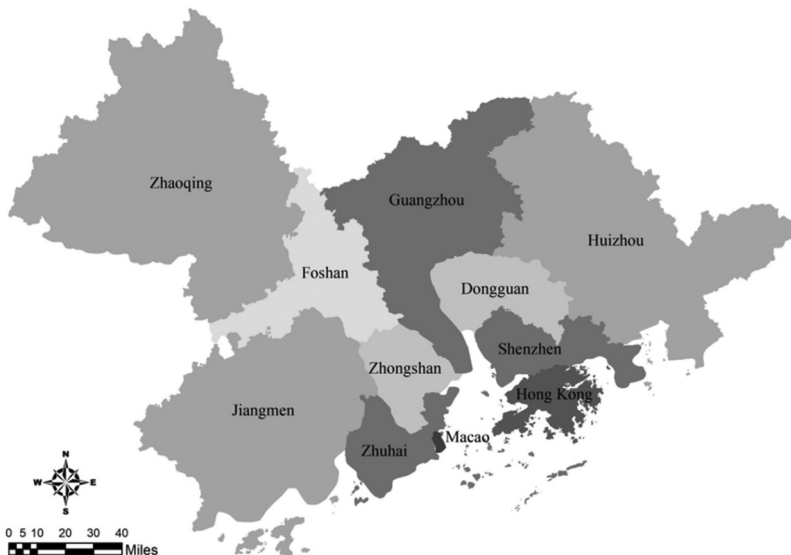 Zhaoqing
Guangzhou
Huizhou
Foshan
Dongguan
Shenzhen
Zhongshan
Hong Kong
Jiangmen
Macao
Zhuhai
N
W E
S
0 5 10 20 30 40
Miles